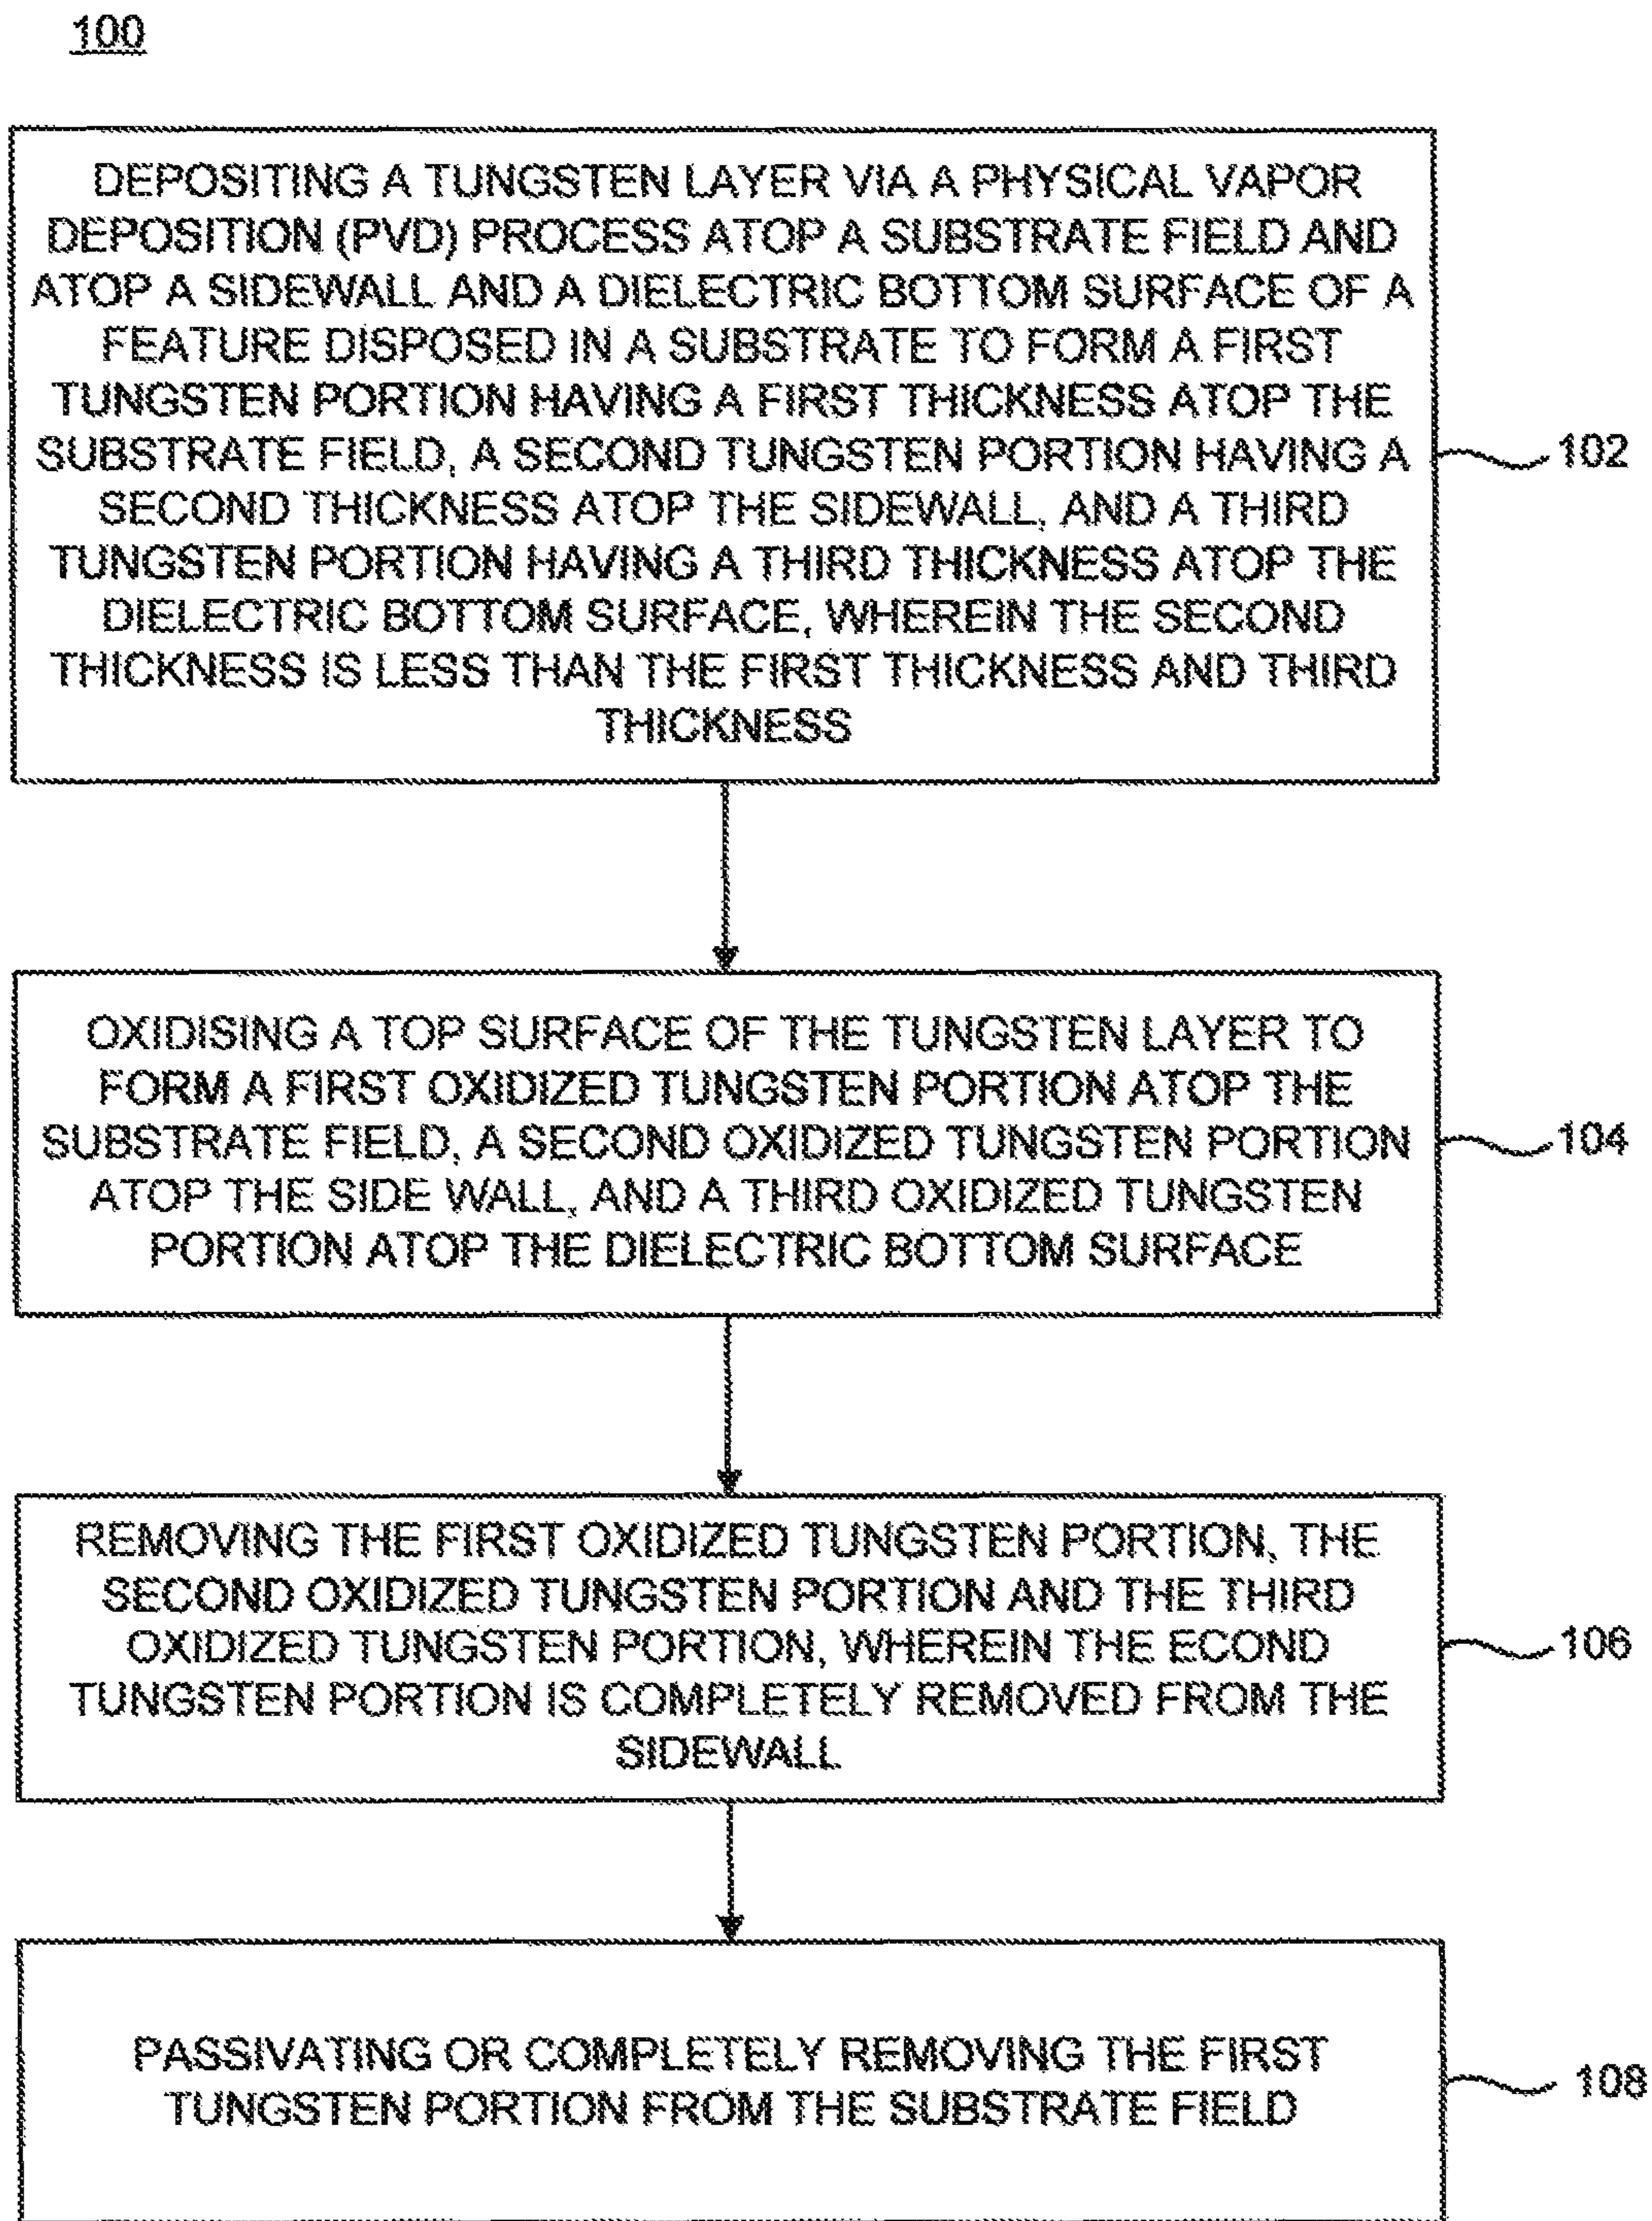 100
DEPOSITING A TUNGSTEN LAYER VIA A PHYSICAL VAPOR
DEPOSITION (PVD) PROCESS ATOP A SUBSTRATE FIELD AND
ATOP A SIDEWALL AND A DIELECTRIC BOTTOM SURFACE OF A
FEATURE DISPOSED IN A SUBSTRATE TO FORM A FIRST
TUNGSTEN PORTION HAVING A FIRST THICKNESS ATOP THE
SUBSTRATE FIELD, A SECOND TUNGSTEN PORTION HAVING A
SECOND THICKNESS ATOP THE SIDEWALL, AND A THIRD
TUNGSTEN PORTION HAVING A THIRD THICKNESS ATOP THE
DIELECTRIC BOTTOM SURFACE, WHEREIN THE SECOND
THICKNESS IS LESS THAN THE FIRST THICKNESS AND THIRD
THICKNESS
102
OXIDISING A TOP SURFACE OF THE TUNGSTEN LAYER TO
FORM A FIRST OXIDIZED TUNGSTEN PORTION ATOP THE
SUBSTRATE FIELD, A SECOND OXIDIZED TUNGSTEN PORTION
ATOP THE SIDE WALL, AND A THIRD OXIDIZED TUNGSTEN
PORTION ATOP THE DIELECTRIC BOTTOM SURFACE
104
REMOVING THE FIRST OXIDIZED TUNGSTEN PORTION, THE
SECOND OXIDIZED TUNGSTEN PORTION AND THE THIRD
OXIDIZED TUNGSTEN PORTION, WHEREIN THE ECOND
TUNGSTEN PORTION IS COMPLETELY REMOVED FROM THE
SIDEWALL
106
PASSIVATING OR COMPLETELY REMOVING THE FIRST
TUNGSTEN PORTION FROM THE SUBSTRATE FIELD
108